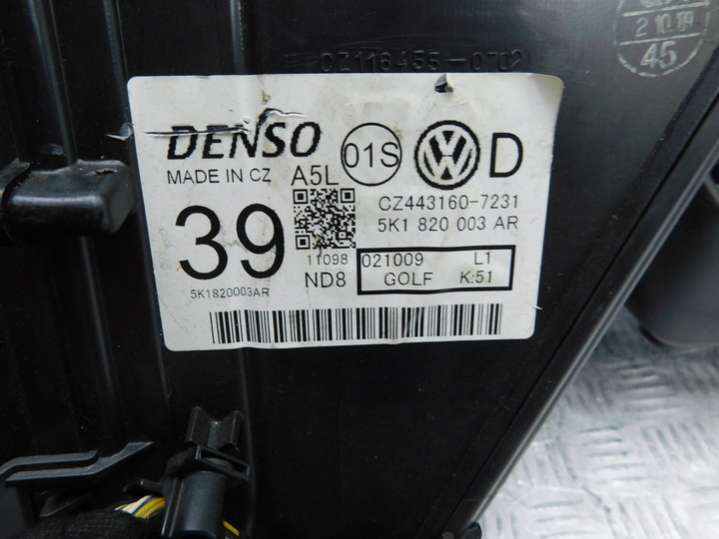 2 10.09
45
CZ116455-0702
DENSO
01S
D
MADE IN CZ
A5L
CZ443160-7231
39
5K1 820 003 AR
11098
021009 L1
ND8
GOLF K:51
5K1820003AR